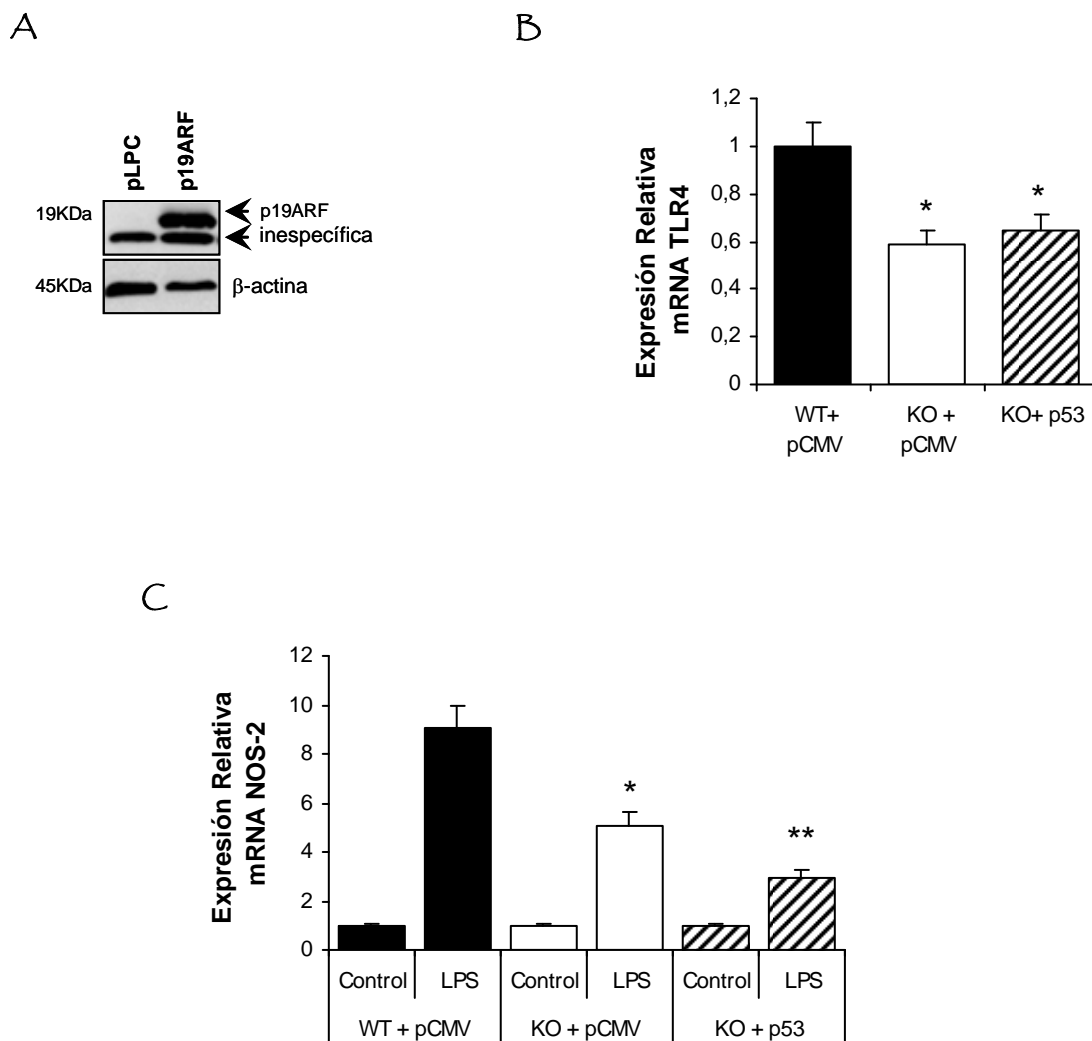 A
pLPC
p19ARF
19KDa
p19ARF
inespecífica
45KDa
β-actina
B
Expresión Relativa
mRNA TLR4
1,2
1
0,8
0,6
0,4
0,2
0
*
*
WT+
pCMV
KO +
pCMV
KO+ p53
C
Expresión Relativa
mRNA NOS-2
12
10
8
6
4
2
0
*
**
Control
LPS
Control
LPS
Control
LPS
WT + pCMV
KO + pCMV
KO + p53